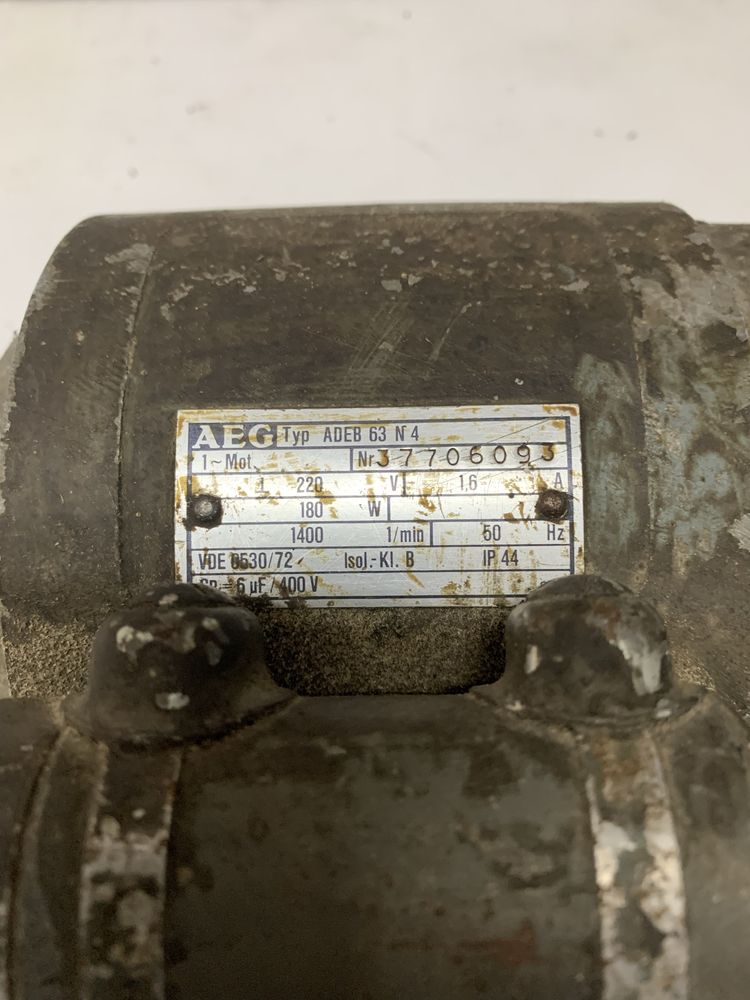 AEG Typ ADEB 63 N 4
1~Mot. Nr 37706093
220 V 1,6 A
180 W
1400 1/min 50 Hz
VDE 0530/72 Isol.-Kl. B IP 44
= 6 µF / 400 V